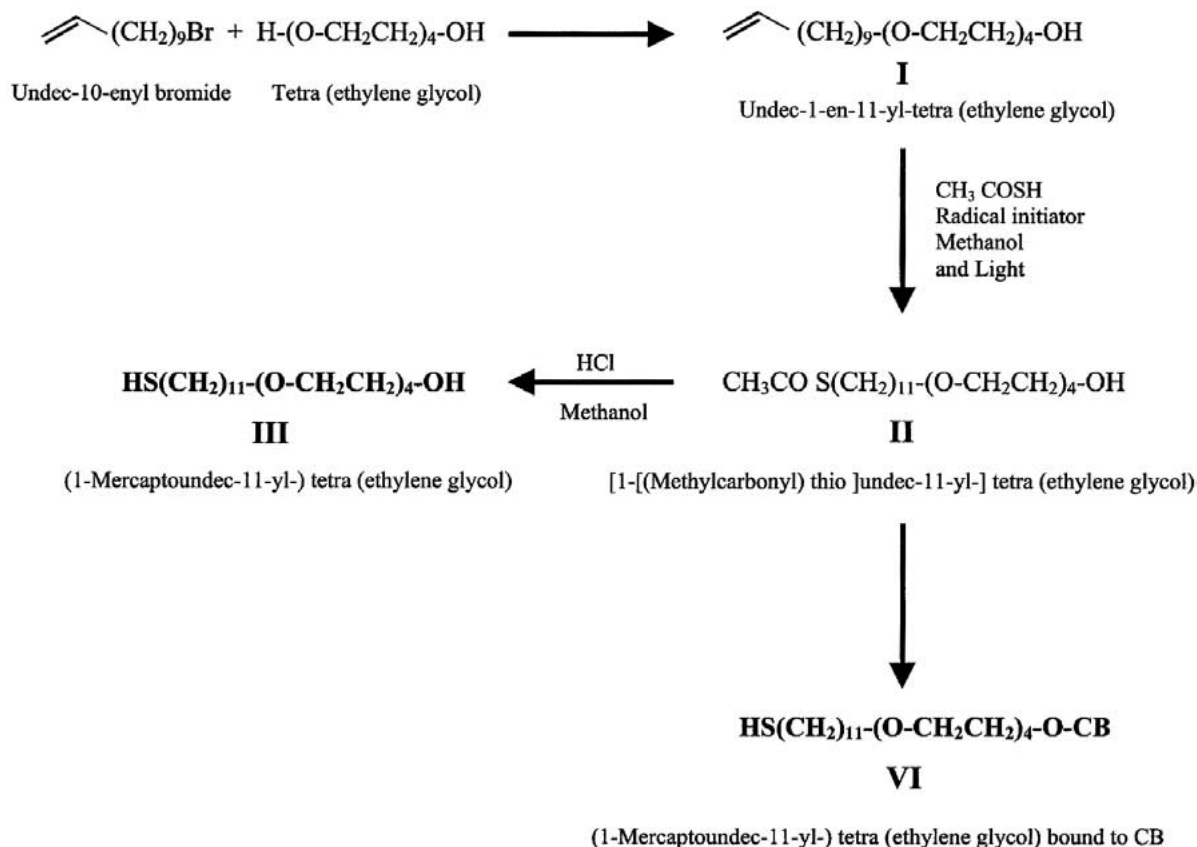 (CH₂)₉Br + H-(O-CH₂CH₂)₄-OH
(CH₂)₉-(O-CH₂CH₂)₄-OH
Undec-10-enyl bromide
Tetra (ethylene glycol)
I
Undec-1-en-11-yl-tetra (ethylene glycol)
CH₃ COSH
Radical initiator
Methanol
and Light
HS(CH₂)₁₁-(O-CH₂CH₂)₄-OH
HCl
Methanol
CH₃CO S(CH₂)₁₁-(O-CH₂CH₂)₄-OH
III
II
(1-Mercaptoundec-11-yl-) tetra (ethylene glycol)
[1-[(Methylcarbonyl) thio ]undec-11-yl-] tetra (ethylene glycol)
HS(CH₂)₁₁-(O-CH₂CH₂)₄-O-CB
VI
(1-Mercaptoundec-11-yl-) tetra (ethylene glycol) bound to CB